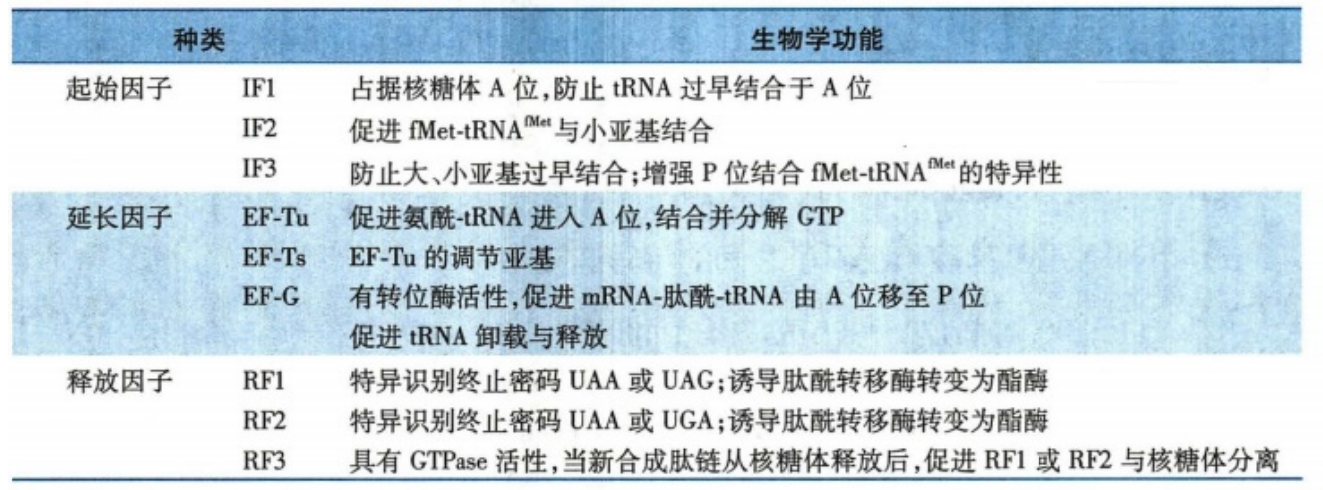 种类 生物学功能
起始因子 IF1 占据核糖体 A 位,防止 tRNA 过早结合于 A 位
IF2 促进 fMet-tRNA^fMet 与小亚基结合
IF3 防止大、小亚基过早结合;增强 P 位结合 fMet-tRNA^fMet 的特异性
延长因子 EF-Tu 促进氨酰-tRNA 进入 A 位,结合并分解 GTP
EF-Ts EF-Tu 的调节亚基
EF-G 有转位酶活性,促进 mRNA-肽酰-tRNA 由 A 位移至 P 位
促进 tRNA 卸载与释放
释放因子 RF1 特异识别终止密码 UAA 或 UAG;诱导肽酰转移酶转变为酯酶
RF2 特异识别终止密码 UAA 或 UGA;诱导肽酰转移酶转变为酯酶
RF3 具有 GTPase 活性,当新合成肽链从核糖体释放后,促进 RF1 或 RF2 与核糖体分离